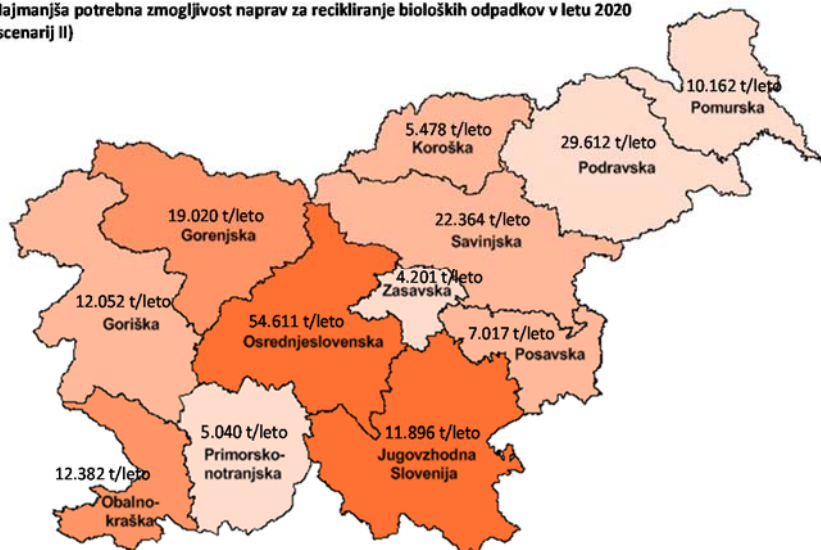 Najmanjša potrebna zmogljivost naprav za recikliranje bioloških odpadkov v letu 2020
scenarij II)
10.162 t/leto
Pomurska
5.478 t/leto
Koroška
29.612 t/leto
Podravska
19.020 t/leto
Gorenjska
22.364 t/leto
Savinjska
4.201 t/leto
Zasavska
12.052 t/leto
Goriška
54.611 t/leto
Osrednjeslovenska
7.017 t/leto
Posavska
5.040 t/leto
Primorsko-
notranjska
11.896 t/leto
Jugovzhodna
Slovenija
12.382 t/leto
Obalno-
kraška